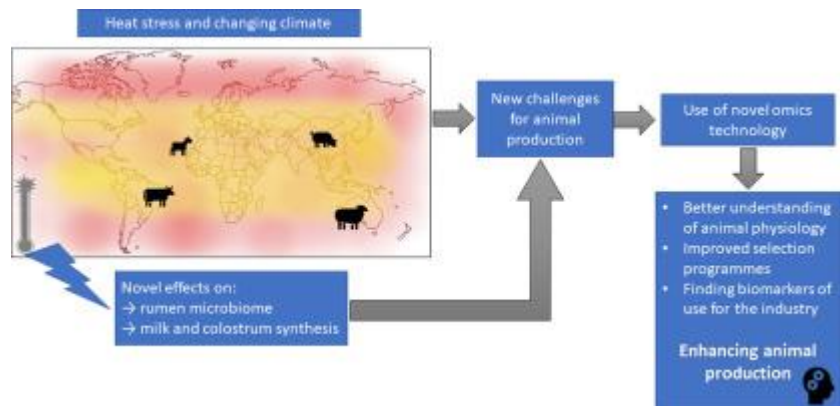 Heat stress and changing climate
New challenges
for animal
production
Use of novel omics
technology
Novel effects on:
→ rumen microbiome
→ milk and colostrum synthesis
• Better understanding
of animal physiology
• Improved selection
programmes
• Finding biomarkers of
use for the industry
Enhancing animal
production